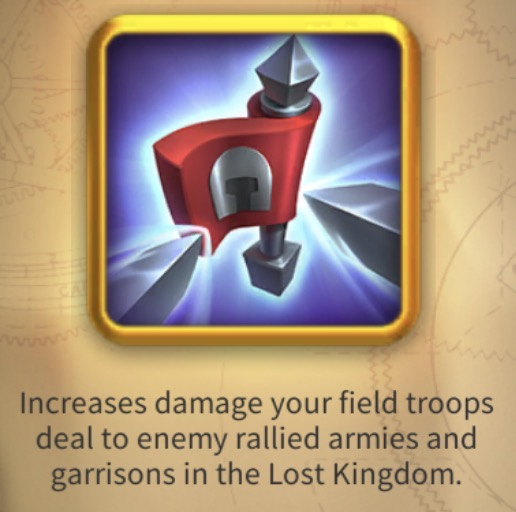 Increases damage your field troops
deal to enemy rallied armies and
garrisons in the Lost Kingdom.